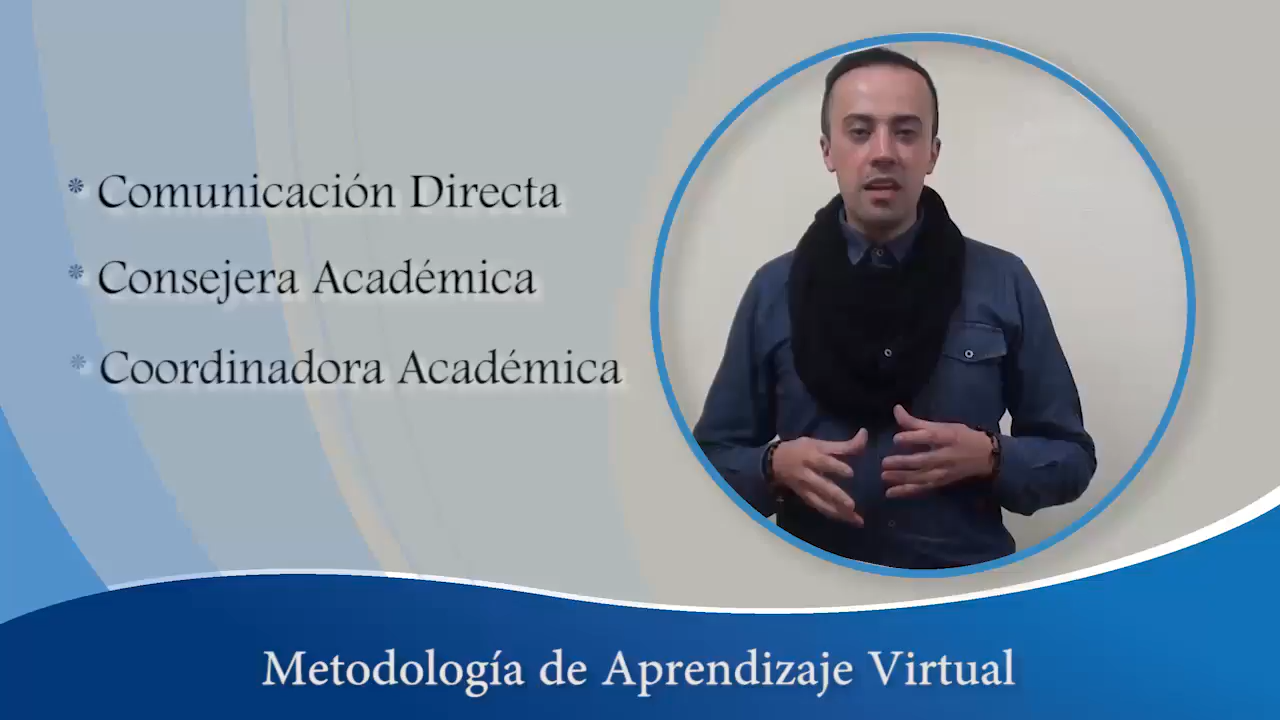 * Comunicación Directa
* Consejera Académica
* Coordinadora Académica
Metodología de Aprendizaje Virtual